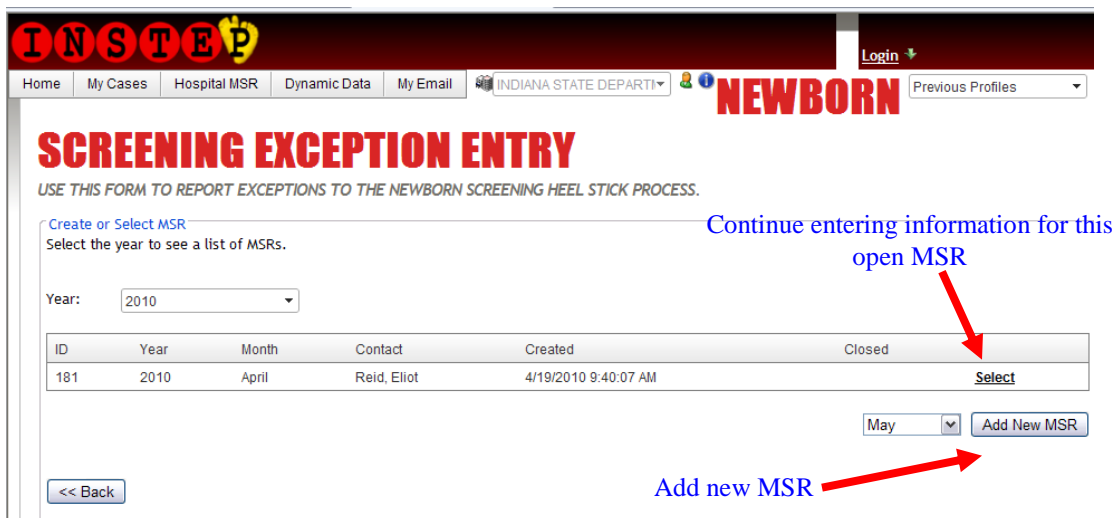 INSTEP
Login
Home My Cases Hospital MSR Dynamic Data My Email INDIANA STATE DEPARTM NEWBORN Previous Profiles
SCREENING EXCEPTION ENTRY
USE THIS FORM TO REPORT EXCEPTIONS TO THE NEWBORN SCREENING HEEL STICK PROCESS.
Create or Select MSR
Select the year to see a list of MSRs.
Continue entering information for this
open MSR
Year: 2010
ID Year Month Contact Created Closed
181 2010 April Reid, Eliot 4/19/2010 9:40:07 AM Select
May Add New MSR
Add new MSR
<< Back